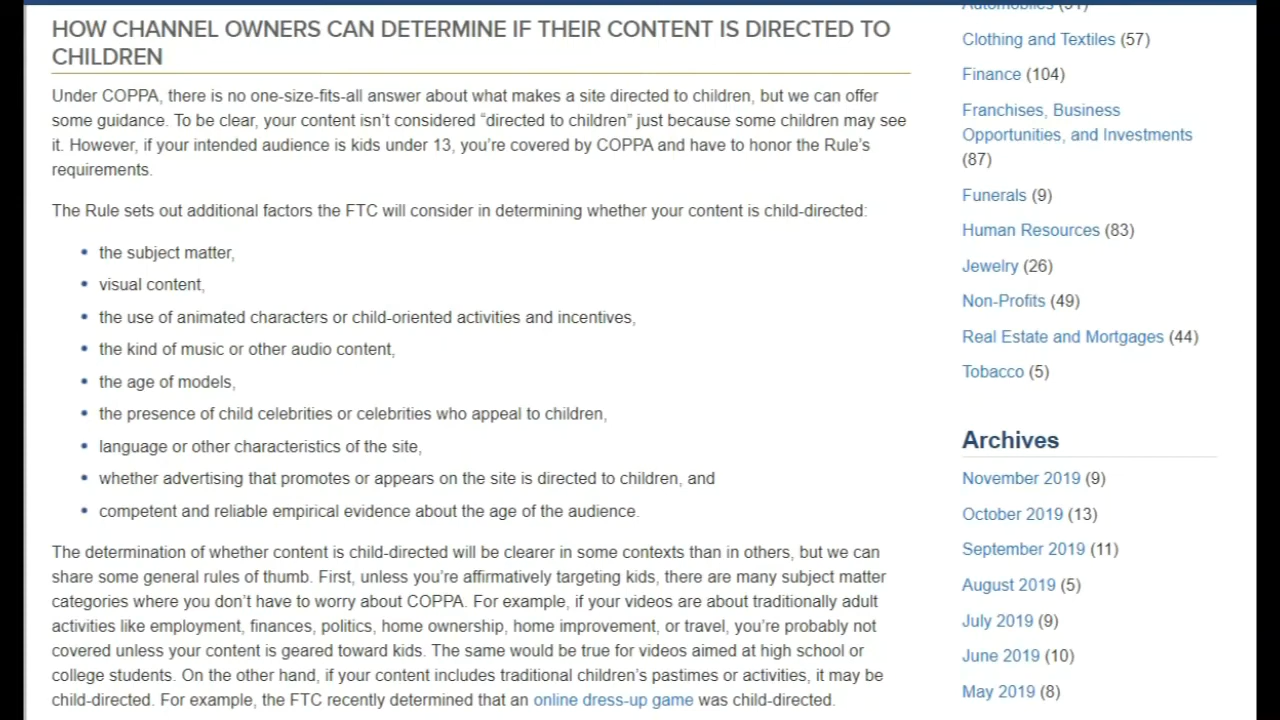 HOW CHANNEL OWNERS CAN DETERMINE IF THEIR CONTENT IS DIRECTED TO
CHILDREN
Under COPPA, there is no one-size-fits-all answer about what makes a site directed to children, but we can offer
some guidance. To be clear, your content isn’t considered “directed to children” just because some children may see
it. However, if your intended audience is kids under 13, you’re covered by COPPA and have to honor the Rule’s
requirements.
The Rule sets out additional factors the FTC will consider in determining whether your content is child-directed:
• the subject matter,
• visual content,
• the use of animated characters or child-oriented activities and incentives,
• the kind of music or other audio content,
• the age of models,
• the presence of child celebrities or celebrities who appeal to children,
• language or other characteristics of the site,
• whether advertising that promotes or appears on the site is directed to children, and
• competent and reliable empirical evidence about the age of the audience.
The determination of whether content is child-directed will be clearer in some contexts than in others, but we can
share some general rules of thumb. First, unless you’re affirmatively targeting kids, there are many subject matter
categories where you don’t have to worry about COPPA. For example, if your videos are about traditionally adult
activities like employment, finances, politics, home ownership, home improvement, or travel, you’re probably not
covered unless your content is geared toward kids. The same would be true for videos aimed at high school or
college students. On the other hand, if your content includes traditional children’s pastimes or activities, it may be
child-directed. For example, the FTC recently determined that an online dress-up game was child-directed.
Automobiles (51)
Clothing and Textiles (57)
Finance (104)
Franchises, Business
Opportunities, and Investments
(87)
Funerals (9)
Human Resources (83)
Jewelry (26)
Non-Profits (49)
Real Estate and Mortgages (44)
Tobacco (5)
Archives
November 2019 (9)
October 2019 (13)
September 2019 (11)
August 2019 (5)
July 2019 (9)
June 2019 (10)
May 2019 (8)